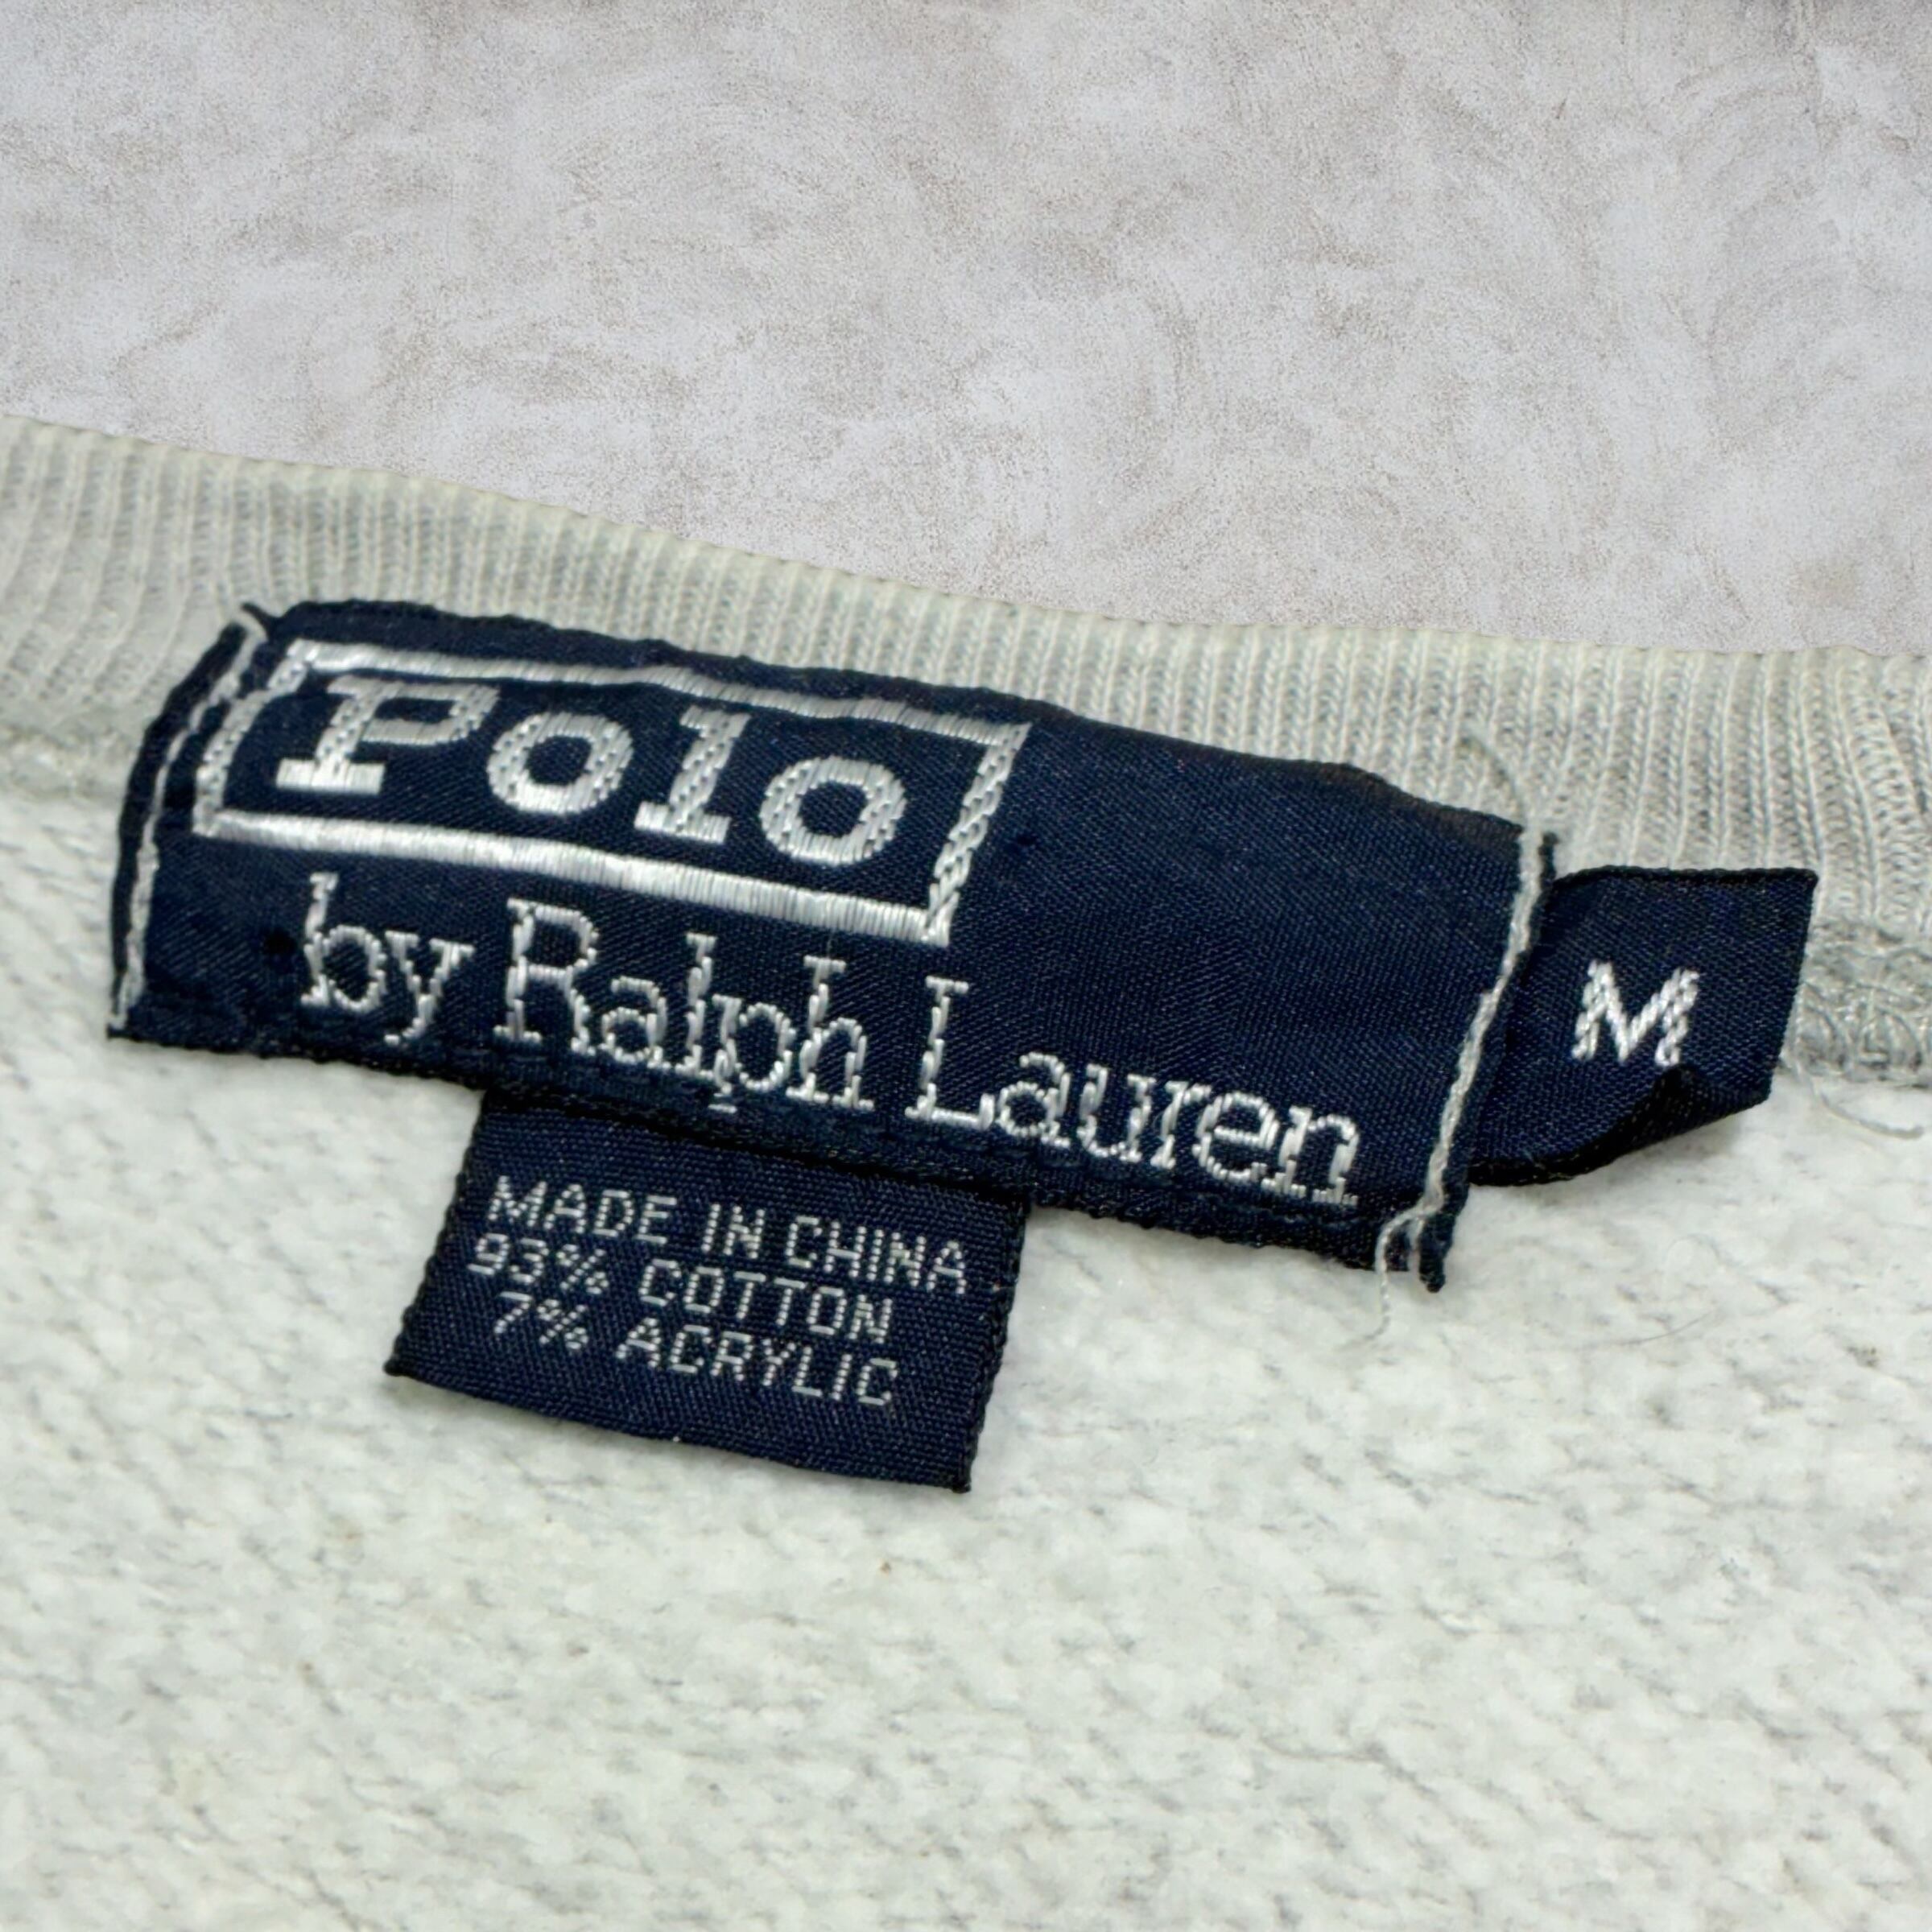 Polo
by Ralph Lauren
M
MADE IN CHINA
93% COTTON
7% ACRYLIC